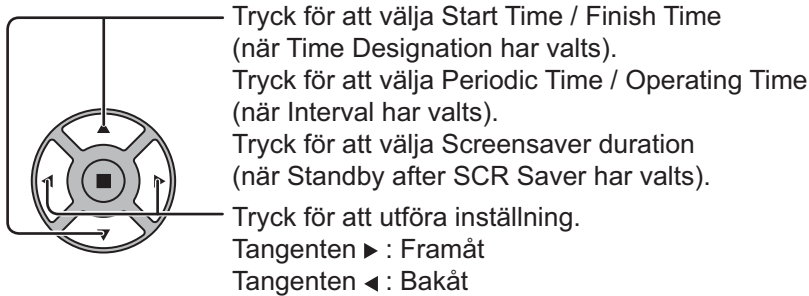 Tryck för att välja Start Time / Finish Time
(när Time Designation har valts).
Tryck för att välja Periodic Time / Operating Time
(när Interval har valts).
Tryck för att välja Screensaver duration
(när Standby after SCR Saver har valts).
Tryck för att utföra inställning.
Tangenten ▶ : Framåt
Tangenten ◀ : Bakåt